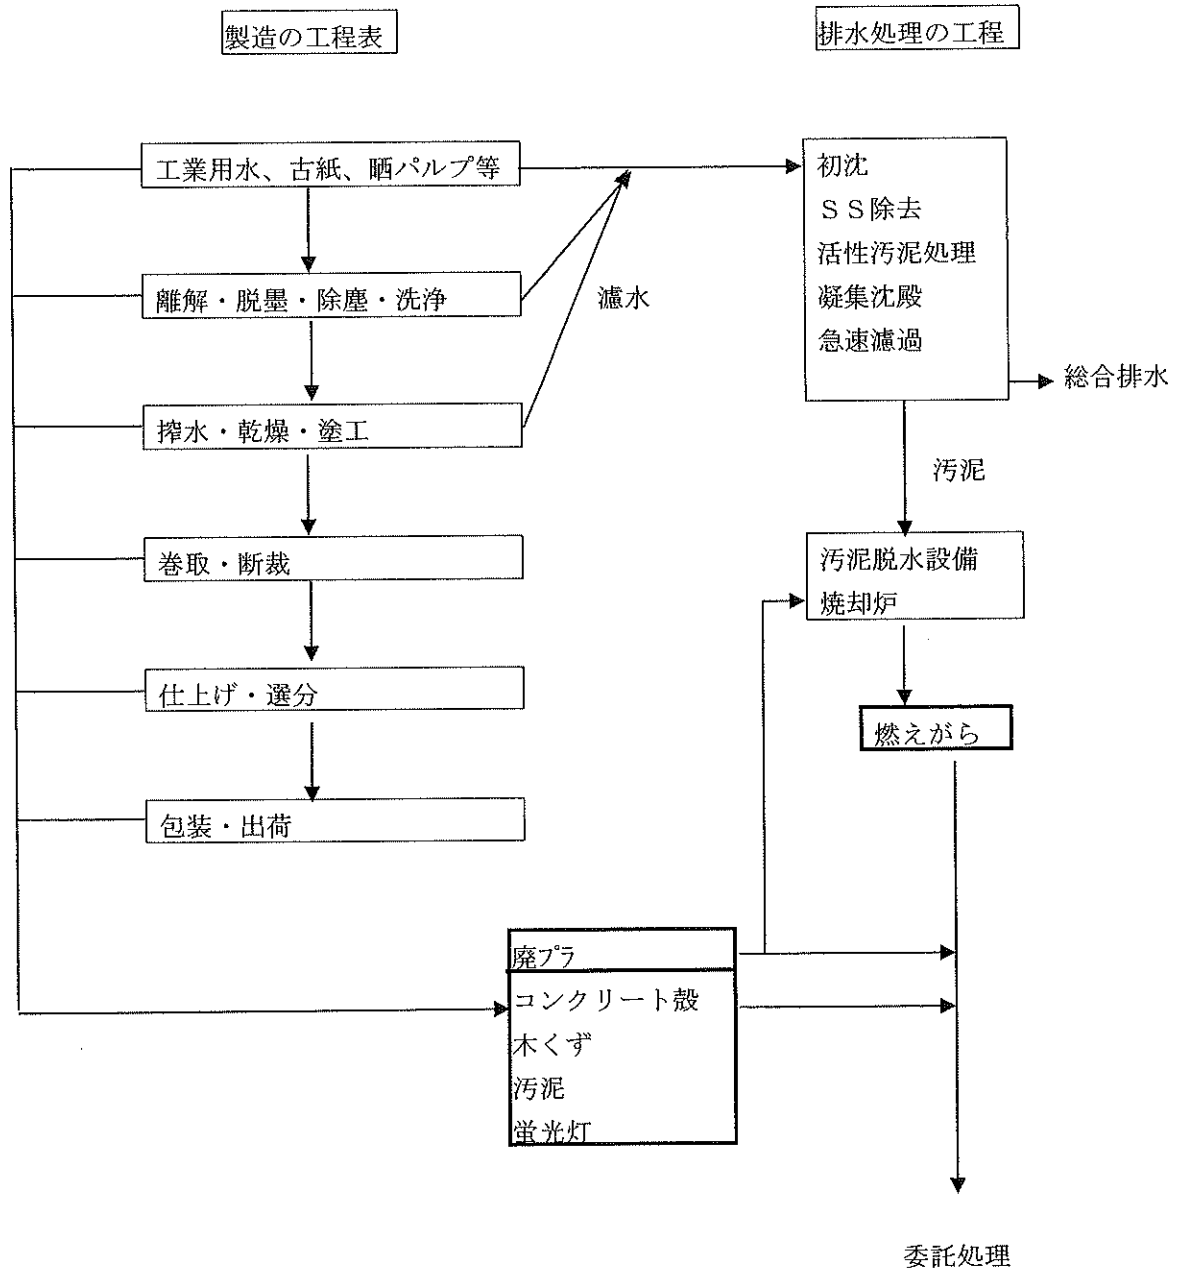 製造の工程表
排水処理の工程
工業用水、古紙、晒パルプ等
離解・脱墨・除塵・洗浄
搾水・乾燥・塗工
巻取・断裁
仕上げ・選分
包装・出荷
濾水
初沈
ＳＳ除去
活性汚泥処理
凝集沈殿
急速濾過
総合排水
汚泥
汚泥脱水設備
焼却炉
燃えがら
廃プラ
コンクリート殻
木くず
汚泥
蛍光灯
委託処理